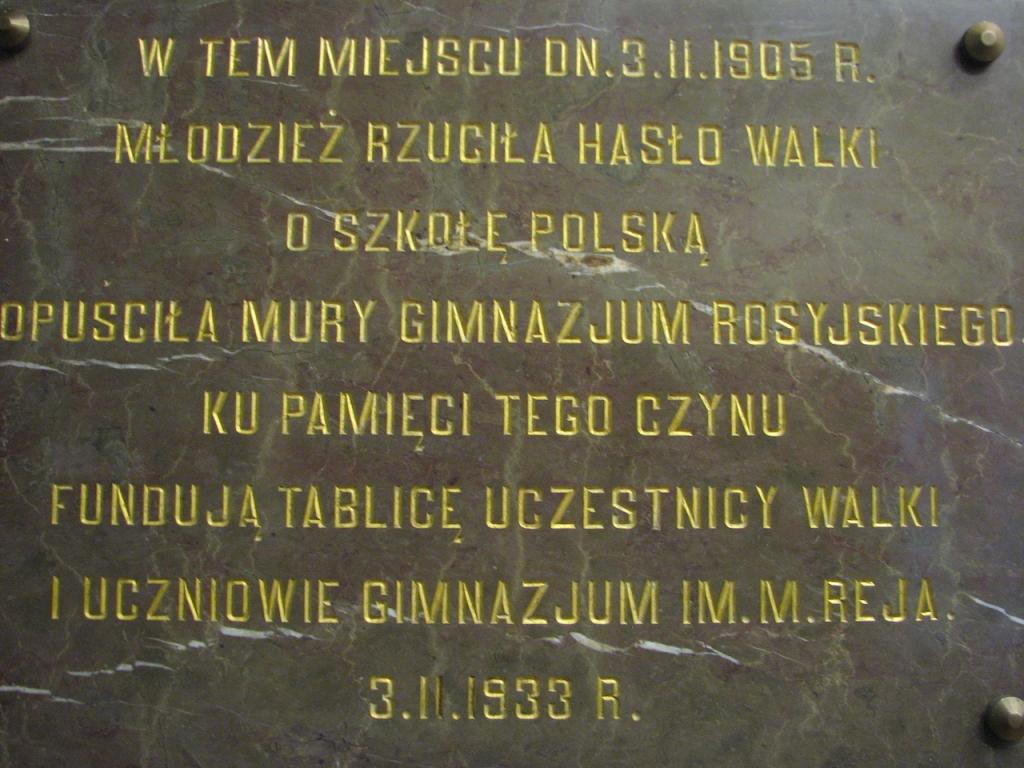 W TEM MIEJSCU DN.3.II.1905 R.
MŁODZIEŻ RZUCIŁA HASŁO WALKI
O SZKOŁĘ POLSKĄ
OPUSCIŁA MURY GIMNAZJUM ROSYJSKIEGO.
KU PAMIĘCI TEGO CZYNU
FUNDUJĄ TABLICĘ UCZESTNICY WALKI
I UCZNIOWIE GIMNAZJUM IM.M.REJA.
3.II.1933 R.